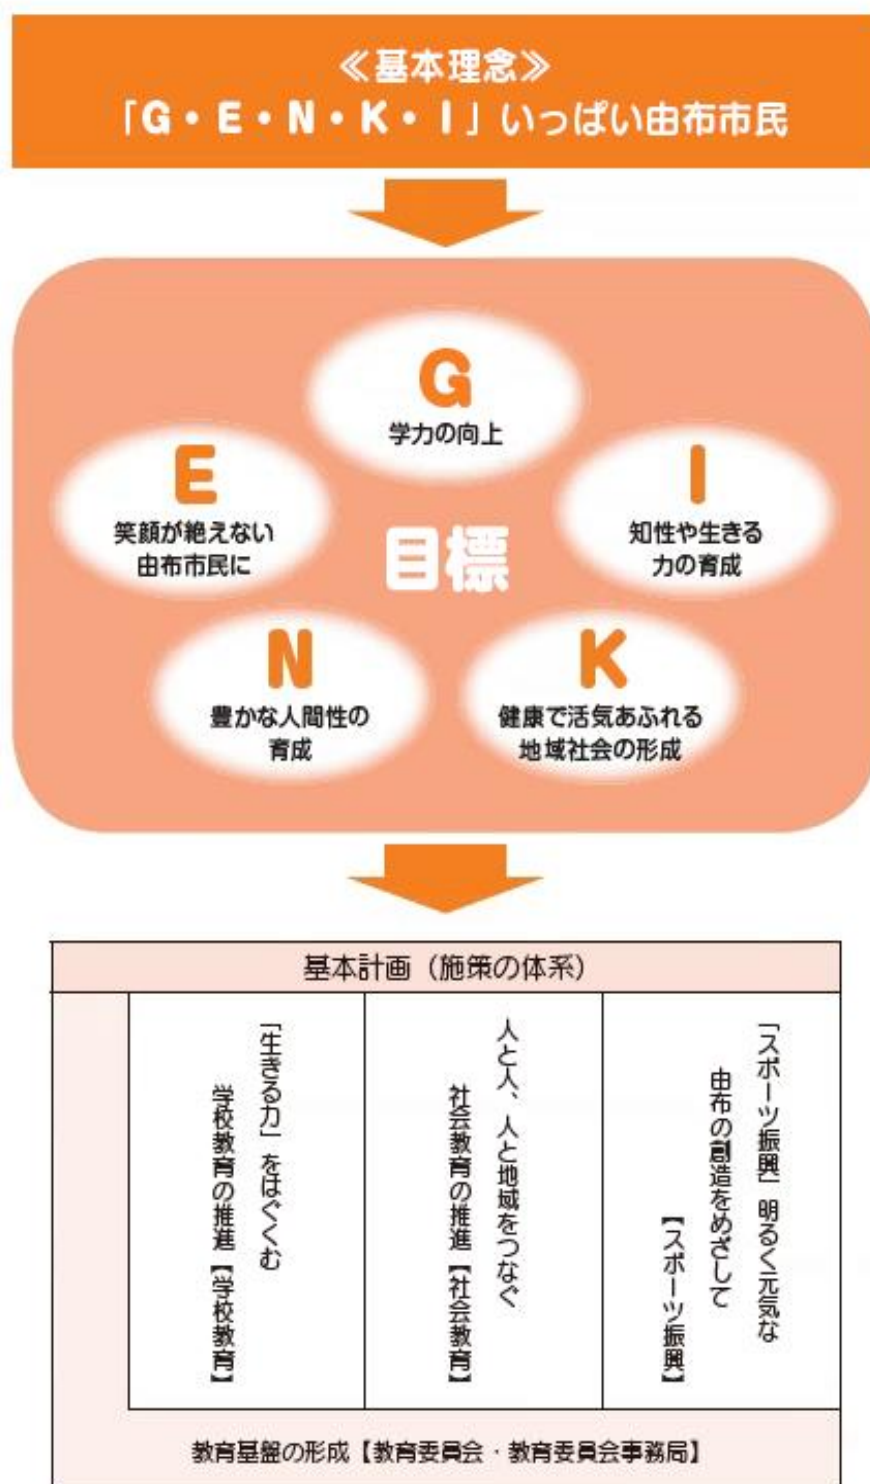 ≪基本理念≫
「G・E・N・K・I」いっぱい由布市民
G
学力の向上
E
笑顔が絶えない
由布市民に
I
知性や生きる
力の育成
目標
N
豊かな人間性の
育成
K
健康で活気あふれる
地域社会の形成
基本計画（施策の体系）
「生きる力」をはぐくむ
学校教育の推進【学校教育】
人と人、人と地域をつなぐ
社会教育の推進【社会教育】
「スポーツ振興」明るく元気な
由布の創造をめざして
【スポーツ振興】
教育基盤の形成【教育委員会・教育委員会事務局】